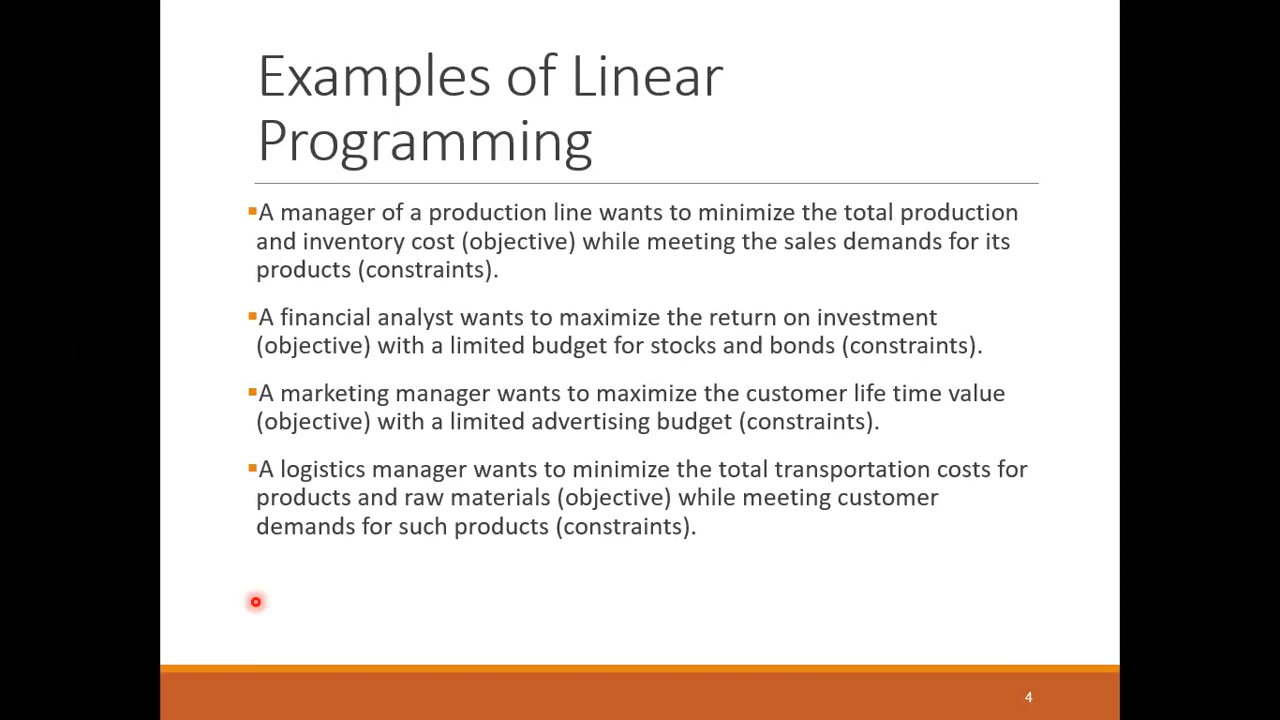 Examples of Linear
Programming
▪A manager of a production line wants to minimize the total production
and inventory cost (objective) while meeting the sales demands for its
products (constraints).
▪A financial analyst wants to maximize the return on investment
(objective) with a limited budget for stocks and bonds (constraints).
▪A marketing manager wants to maximize the customer life time value
(objective) with a limited advertising budget (constraints).
▪A logistics manager wants to minimize the total transportation costs for
products and raw materials (objective) while meeting customer
demands for such products (constraints).
4